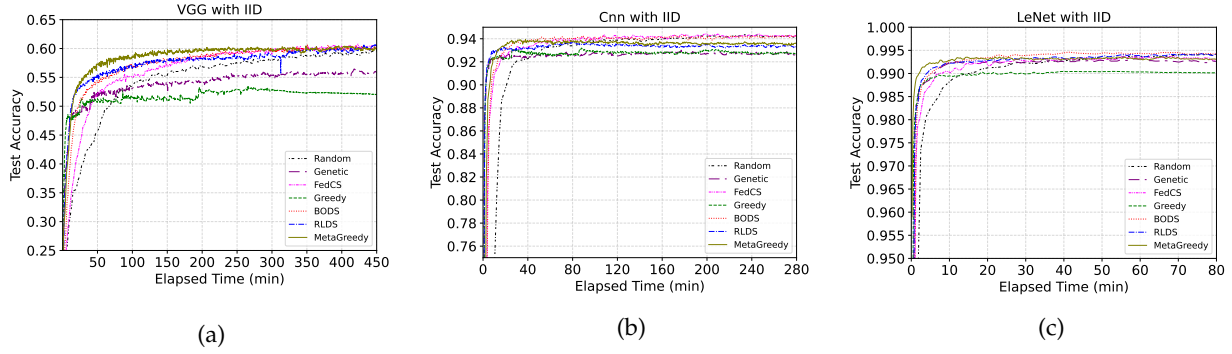 VGG with IID
0.65
0.60
0.55
0.50
0.45
0.40
0.35
0.30
0.25
Test Accuracy
50 100 150 200 250 300 350 400 450
Elapsed Time (min)
Random
Genetic
FedCS
Greedy
BODS
RLDS
MetaGreedy
(a)
Cnn with IID
0.94
0.92
0.90
0.88
0.86
0.84
0.82
0.80
0.78
0.76
Test Accuracy
0 40 80 120 160 200 240 280
Elapsed Time (min)
Random
Genetic
FedCS
Greedy
BODS
RLDS
MetaGreedy
(b)
LeNet with IID
1.000
0.995
0.990
0.985
0.980
0.975
0.970
0.965
0.960
0.955
0.950
Test Accuracy
0 10 20 30 40 50 60 70 80
Elapsed Time (min)
Random
Genetic
FedCS
Greedy
BODS
RLDS
MetaGreedy
(c)